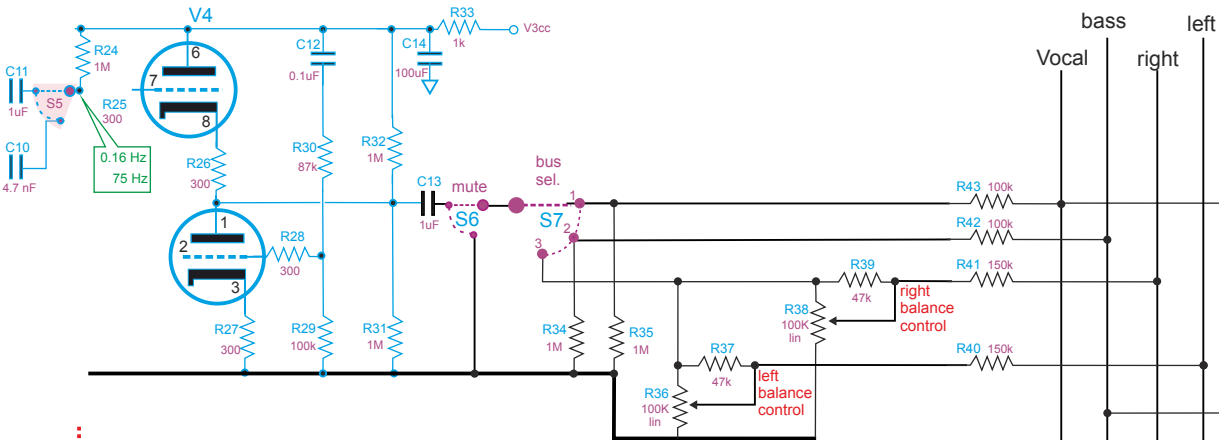 bass
left
V4
R33
V3cc
1k
Vocal
right
R24
1M
6
C12
0.1uF
C14
100uF
C11
1uF
S5
7
R25
300
8
0.16 Hz
75 Hz
C10
4.7 nF
R26
300
R30
87k
R32
1M
bus
sel.
C13
1uF
mute
S6
S7
1
2
3
R43 100k
R42 100k
R41 150k
1
2
3
R28
300
R39
47k
right
balance
control
R38
100K
lin
R27
300
R29
100k
R31
1M
R34
1M
R35
1M
R37
47k
R40 150k
left
balance
control
R36
100K
lin
: